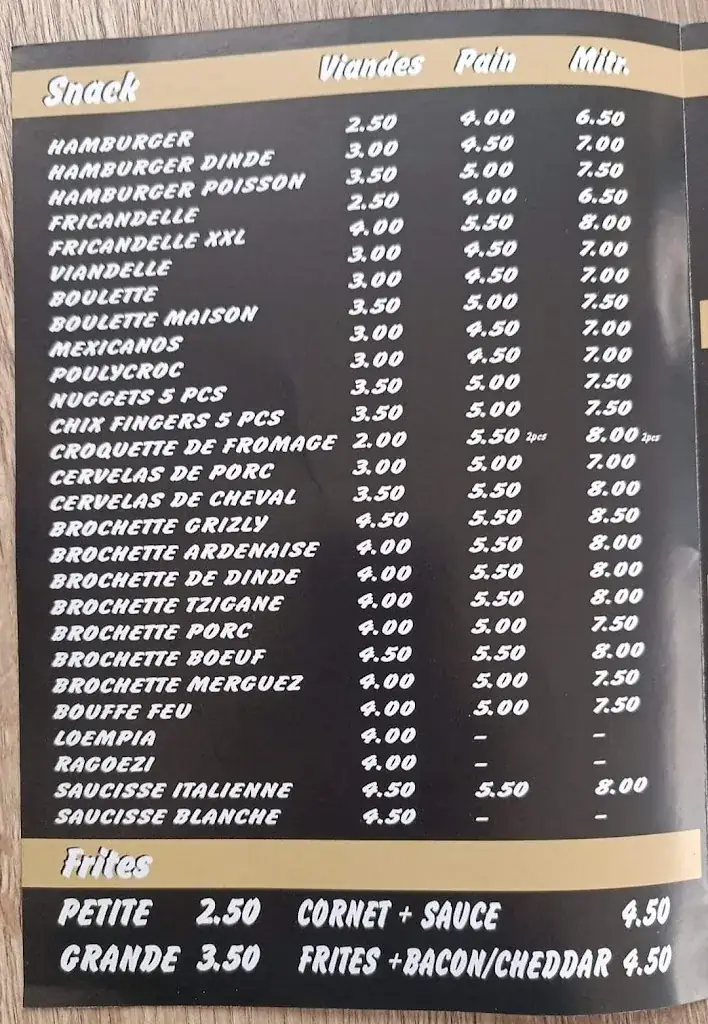 Snack Viandes Pain Mitr.
HAMBURGER 2.50 4.00 6.50
HAMBURGER DINDE 3.00 4.50 7.00
HAMBURGER POISSON 3.50 5.00 7.50
FRICANDELLE 2.50 4.00 6.50
FRICANDELLE XXL 4.00 5.50 8.00
VIANDELLE 3.00 4.50 7.00
BOULETTE 3.00 4.50 7.00
BOULETTE MAISON 3.50 5.00 7.50
MEXICANOS 3.00 4.50 7.00
POULYCROC 3.00 4.50 7.00
NUGGETS 5 PCS 3.50 5.00 7.50
CHIX FINGERS 5 PCS 3.50 5.00 7.50
CROQUETTE DE FROMAGE 2.00 5.50 2pcs 8.00 2pcs
CERVELAS DE PORC 3.00 5.00 7.00
CERVELAS DE CHEVAL 3.50 5.50 8.00
BROCHETTE GRIZLY 4.50 5.50 8.50
BROCHETTE ARDENAISE 4.00 5.50 8.00
BROCHETTE DE DINDE 4.00 5.50 8.00
BROCHETTE TZIGANE 4.00 5.50 8.00
BROCHETTE PORC 4.00 5.00 7.50
BROCHETTE BOEUF 4.50 5.50 8.00
BROCHETTE MERGUEZ 4.00 5.00 7.50
BOUFFE FEU 4.00 5.00 7.50
LOEMPIA 4.00 - -
RAGOEZI 4.00 - -
SAUCISSE ITALIENNE 4.50 5.50 8.00
SAUCISSE BLANCHE 4.50 - -
Frites
PETITE 2.50 CORNET + SAUCE 4.50
GRANDE 3.50 FRITES +BACON/CHEDDAR 4.50